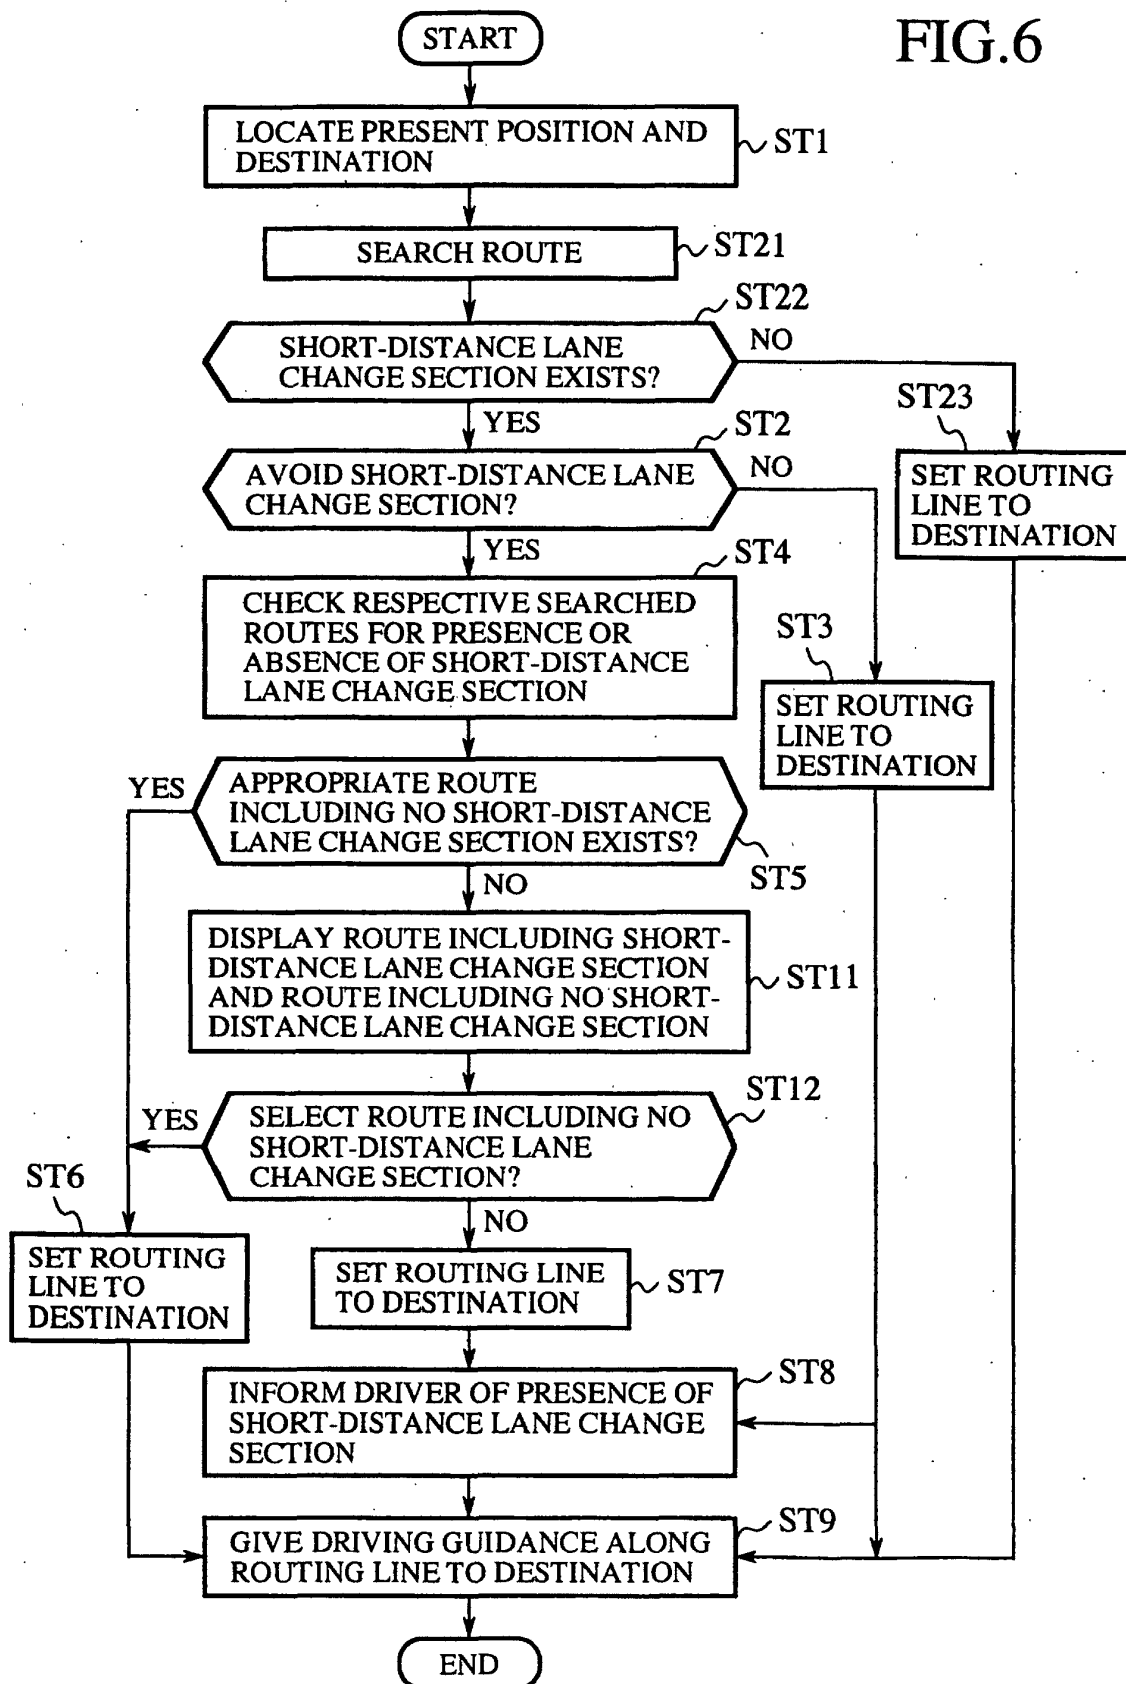 FIG.6
START
LOCATE PRESENT POSITION AND
DESTINATION
ST1
SEARCH ROUTE
ST21
ST22
SHORT-DISTANCE LANE
CHANGE SECTION EXISTS?
NO
YES
ST23
SET ROUTING
LINE TO
DESTINATION
ST2
AVOID SHORT-DISTANCE LANE
CHANGE SECTION?
NO
YES
ST3
SET ROUTING
LINE TO
DESTINATION
ST4
CHECK RESPECTIVE SEARCHED
ROUTES FOR PRESENCE OR
ABSENCE OF SHORT-DISTANCE
LANE CHANGE SECTION
YES
APPROPRIATE ROUTE
INCLUDING NO SHORT-DISTANCE
LANE CHANGE SECTION EXISTS?
ST5
NO
DISPLAY ROUTE INCLUDING SHORT-
DISTANCE LANE CHANGE SECTION
AND ROUTE INCLUDING NO SHORT-
DISTANCE LANE CHANGE SECTION
ST11
ST12
YES
SELECT ROUTE INCLUDING NO
SHORT-DISTANCE LANE
CHANGE SECTION?
NO
ST6
SET ROUTING
LINE TO
DESTINATION
SET ROUTING LINE
TO DESTINATION
ST7
INFORM DRIVER OF PRESENCE OF
SHORT-DISTANCE LANE CHANGE
SECTION
ST8
GIVE DRIVING GUIDANCE ALONG
ROUTING LINE TO DESTINATION
ST9
END